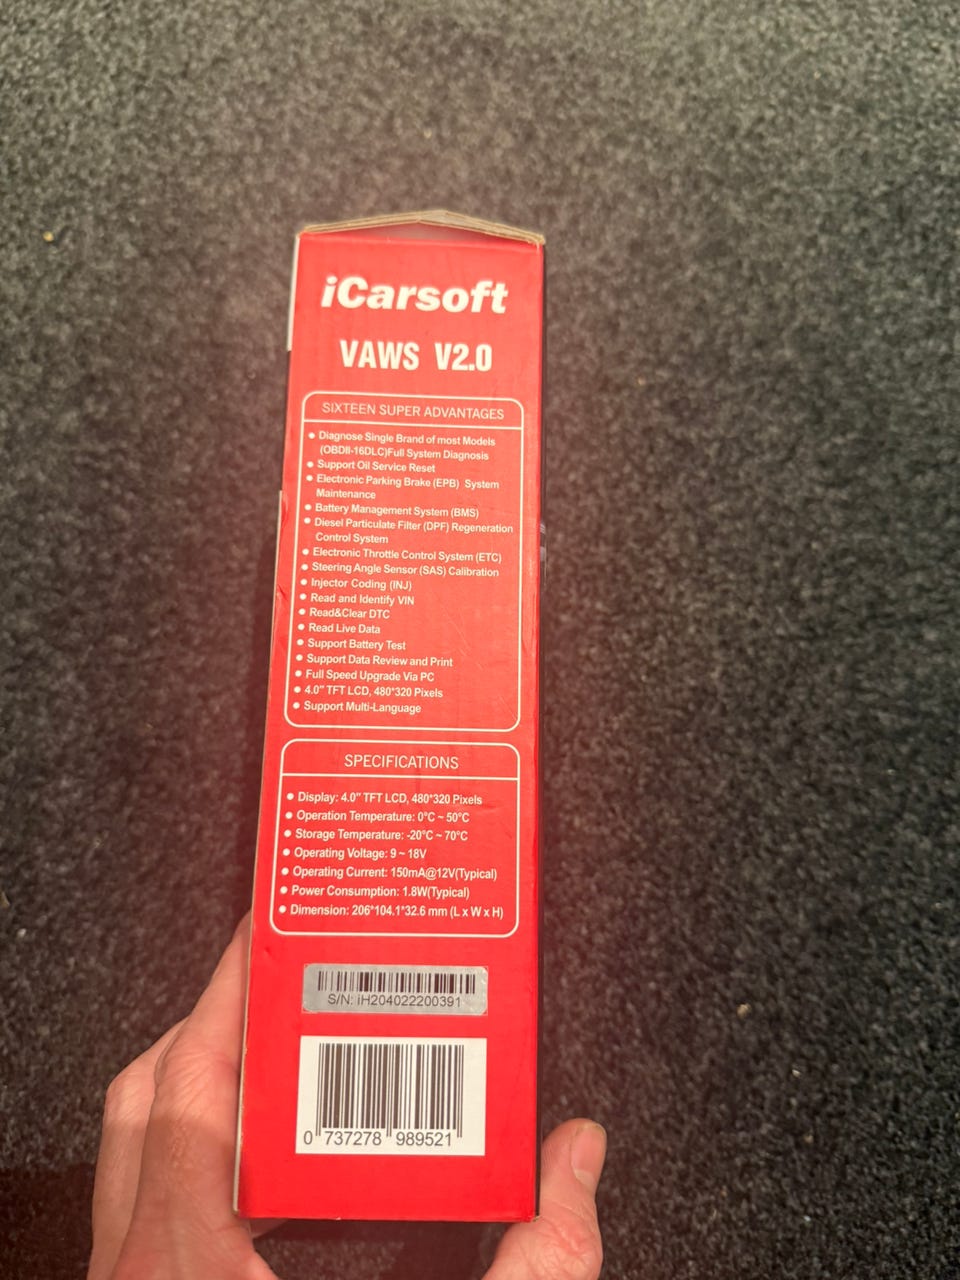 iCarsoft
VAWS V2.0
SIXTEEN SUPER ADVANTAGES
• Diagnose Single Brand of most Models
(OBDII-16DLC)Full System Diagnosis
• Support Oil Service Reset
• Electronic Parking Brake (EPB) System
Maintenance
• Battery Management System (BMS)
• Diesel Particulate Filter (DPF) Regeneration
Control System
• Electronic Throttle Control System (ETC)
• Steering Angle Sensor (SAS) Calibration
• Injector Coding (INJ)
• Read and Identify VIN
• Read&Clear DTC
• Read Live Data
• Support Battery Test
• Support Data Review and Print
• Full Speed Upgrade Via PC
• 4.0″ TFT LCD, 480*320 Pixels
• Support Multi-Language
SPECIFICATIONS
• Display: 4.0″ TFT LCD, 480*320 Pixels
• Operation Temperature: 0°C ~ 50°C
• Storage Temperature: -20°C ~ 70°C
• Operating Voltage: 9 ~ 18V
• Operating Current: 150mA@12V(Typical)
• Power Consumption: 1.8W(Typical)
• Dimension: 206*104.1*32.6 mm (L x W x H)
S/N: iH204022200391
0 737278 989521